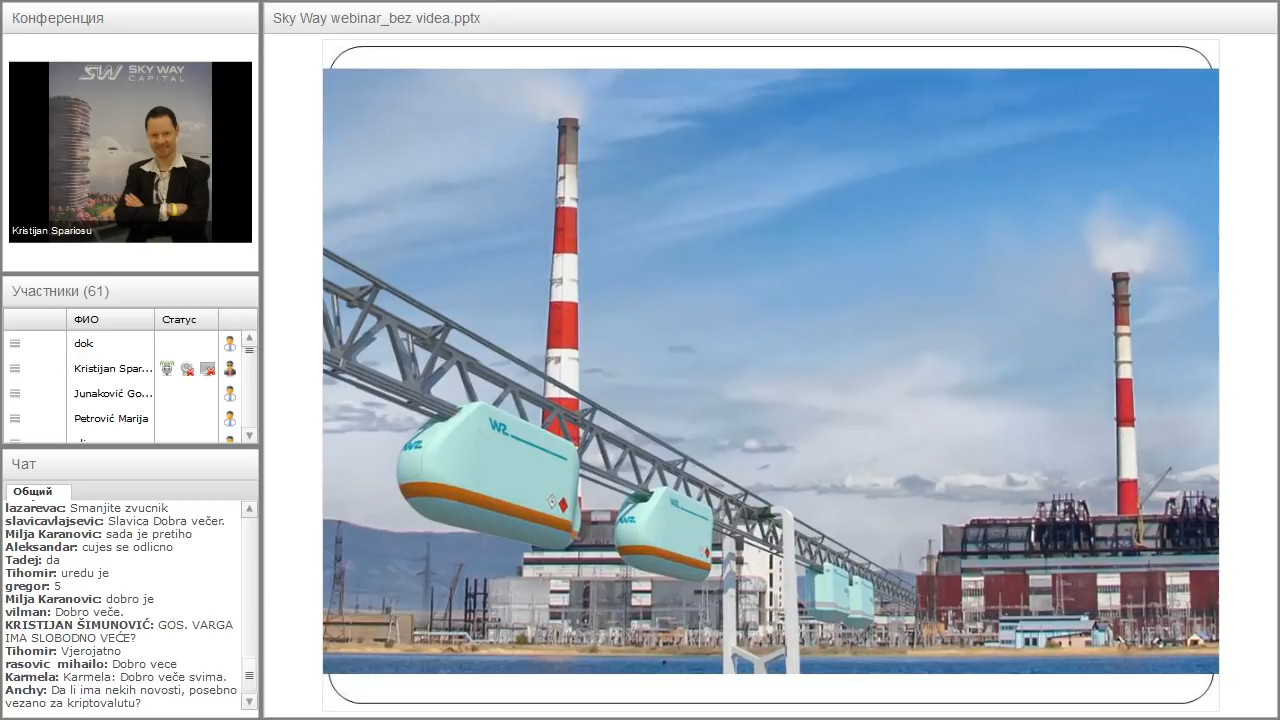 Конференция
SKY WAY
CAPITAL
Kristijan Spariosu
Участники (61)
ФИО Статус
dok
Kristijan Spar...
Junaković Go...
Petrović Marija
Чат
Общий
lazarevac: Smanjite zvucnik
slavicavlajsevic: Slavica Dobra večer.
Milja Karanovic: sada je pretiho
Aleksandar: cujes se odlicno
Tadej: da
Tihomir: uredu je
gregor: 5
Milja Karanovic: dobro je
vilman: Dobro veče.
KRISTIJAN ŠIMUNOVIĆ: GOS. VARGA
IMA SLOBODNO VEĆE?
Tihomir: Vjerojatno
rasovic_mihailo: Dobro vece
Karmela: Karmela: Dobro veče svima.
Anchy: Da li ima nekih novosti, posebno
vezano za kriptovalutu?
Sky Way webinar_bez videa.pptx